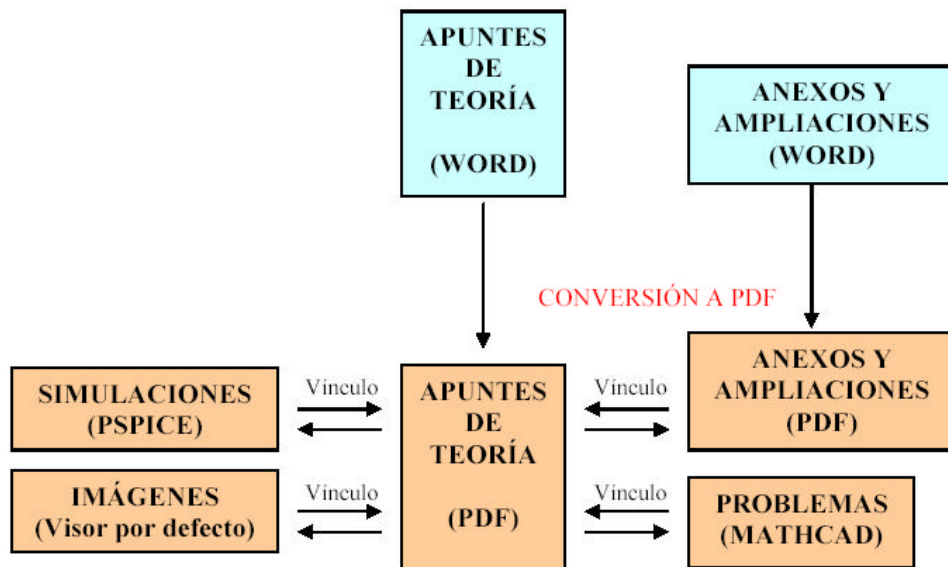 APUNTES
DE
TEORÍA
(WORD)
ANEXOS Y
AMPLIACIONES
(WORD)
CONVERSIÓN A PDF
SIMULACIONES
(PSPICE)
Vínculo
APUNTES
DE
TEORÍA
(PDF)
Vínculo
ANEXOS Y
AMPLIACIONES
(PDF)
IMÁGENES
(Visor por defecto)
Vínculo
Vínculo
PROBLEMAS
(MATHCAD)